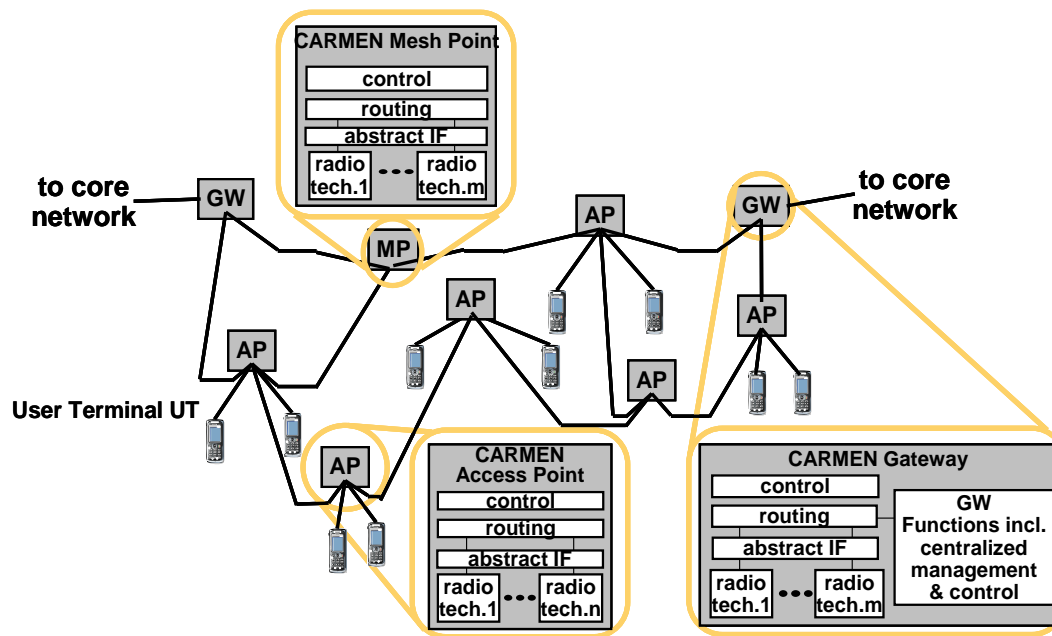 CARMEN Mesh Point
control
routing
abstract IF
radio
tech.1
radio
tech.m
to core
network
GW
MP
AP
GW
to core
network
AP
AP
AP
AP
User Terminal UT
AP
CARMEN
Access Point
control
routing
abstract IF
radio
tech.1
radio
tech.n
CARMEN Gateway
control
routing
abstract IF
radio
tech.1
radio
tech.m
GW
Functions incl.
centralized
management
& control